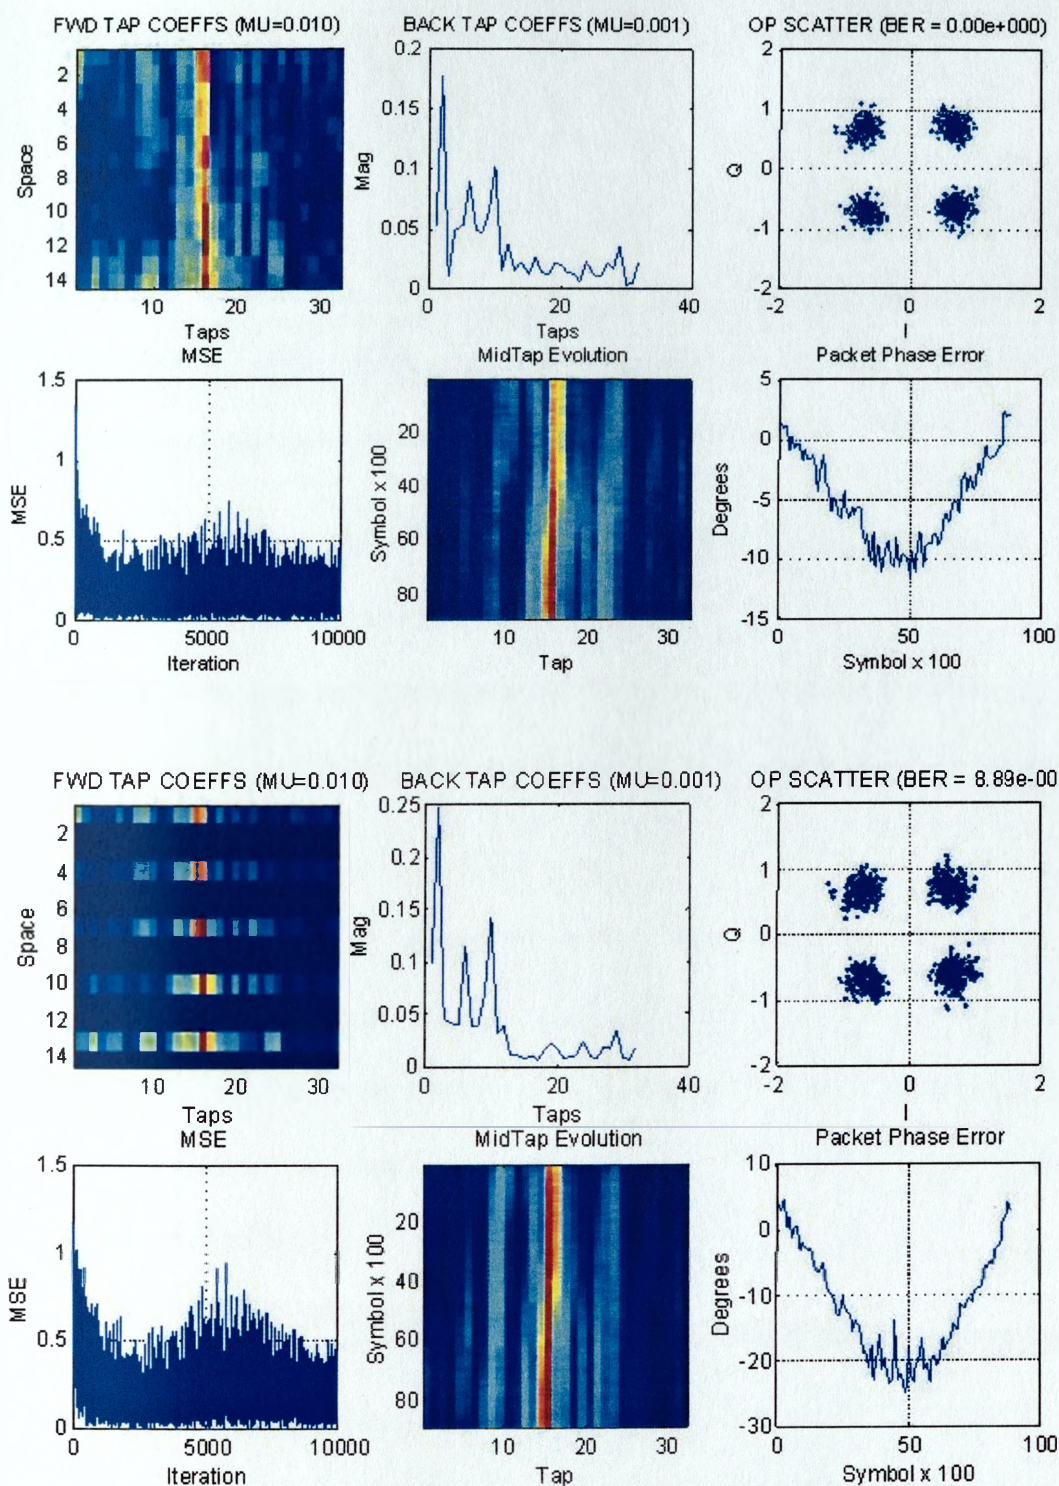 FWD TAP COEFFS (MU=0.010)
Space
2
4
6
8
10
12
14
10 20 30
Taps
BACK TAP COEFFS (MU=0.001)
Mag
0.2
0.15
0.1
0.05
0
0 20 40
Taps
OP SCATTER (BER = 0.00e+000)
Q
2
1
0
-1
-2
-2 0 2
I
MSE
MSE
1.5
1
0.5
0
0 5000 10000
Iteration
MidTap Evolution
Symbol x 100
20
40
60
80
10 20 30
Tap
Packet Phase Error
Degrees
5
0
-5
-10
-15
0 50 100
Symbol x 100
FWD TAP COEFFS (MU=0.010)
Space
2
4
6
8
10
12
14
10 20 30
Taps
BACK TAP COEFFS (MU=0.001)
Mag
0.25
0.2
0.15
0.1
0.05
0
0 20 40
Taps
OP SCATTER (BER = 8.89e-00
Q
2
1
0
-1
-2
-2 0 2
I
MSE
MSE
1.5
1
0.5
0
0 5000 10000
Iteration
MidTap Evolution
Symbol x 100
20
40
60
80
10 20 30
Tap
Packet Phase Error
Degrees
10
0
-10
-20
-30
0 50 100
Symbol x 100